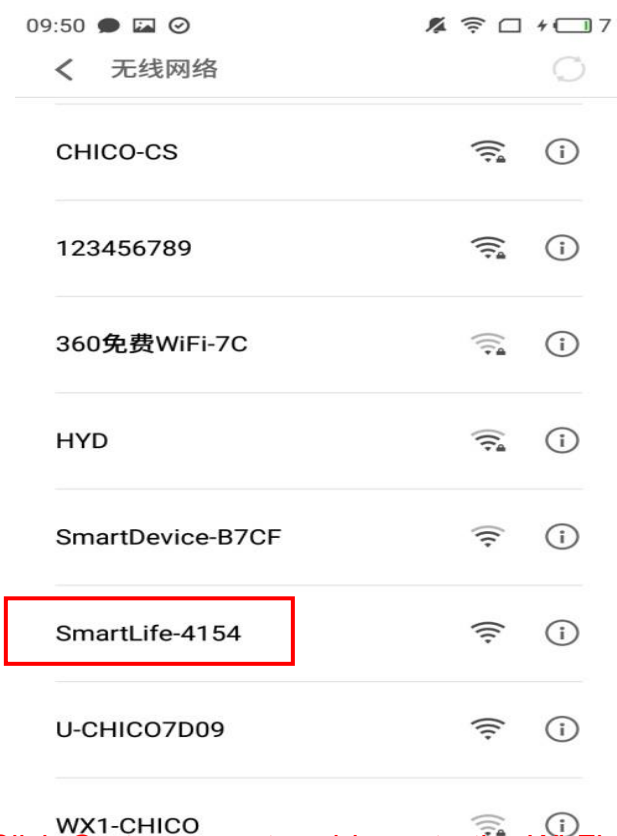 09:50 7
无线网络
CHICO-CS
123456789
360免费WiFi-7C
HYD
SmartDevice-B7CF
SmartLife-4154
U-CHICO7D09
WX1-CHICO